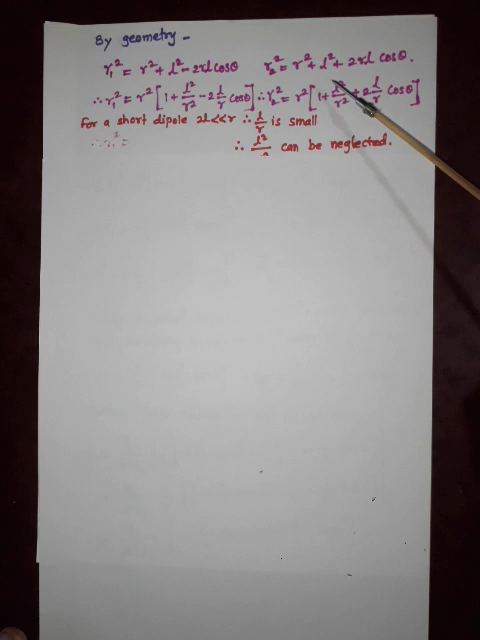 By geometry -
r₁² = r² + l² - 2rl cosθ r₂² = r² + l² + 2rl cosθ.
∴ r₁² = r² [1 + l²/r² - 2 l/r cosθ] ∴ r₂² = r² [1 + l²/r² + 2 l/r cosθ]
For a short dipole 2l << r ∴ l/r is small
∴ r₁² = ∴ l²/r² can be neglected.